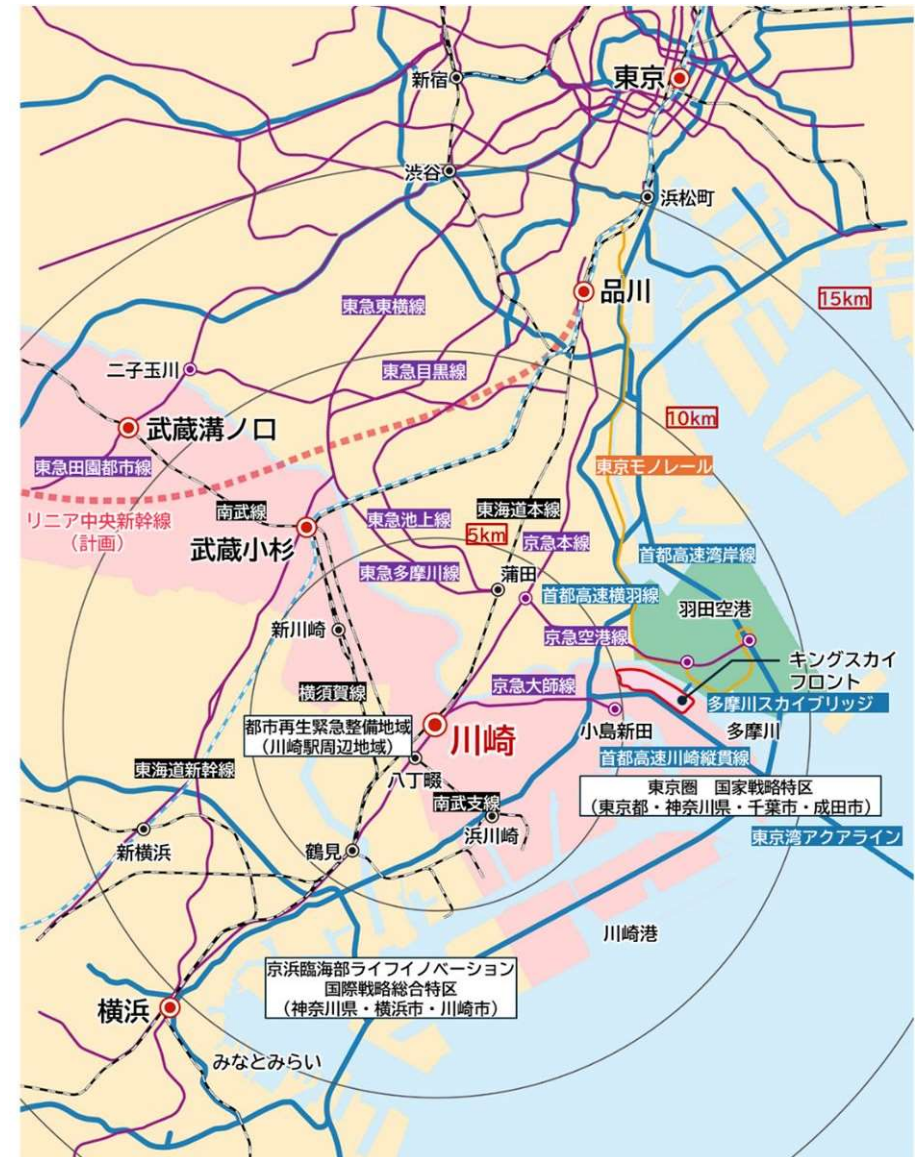 新宿
東京
渋谷
浜松町
品川
15km
東急東横線
二子玉川
東急目黒線
武蔵溝ノ口
10km
東急田園都市線
東京モノレール
リニア中央新幹線
（計画）
南武線
武蔵小杉
東急池上線
東海道本線
5km
京急本線
東急多摩川線
蒲田
首都高速湾岸線
首都高速横羽線
羽田空港
新川崎
京急空港線
キングスカイ
フロント
横須賀線
京急大師線
多摩川スカイブリッジ
都市再生緊急整備地域
（川崎駅周辺地域）
川崎
小島新田
多摩川
首都高速川崎縦貫線
東海道新幹線
八丁畷
東京圏　国家戦略特区
（東京都・神奈川県・千葉市・成田市）
南武支線
浜川崎
東京湾アクアライン
新横浜
鶴見
川崎港
京浜臨海部ライフイノベーション
国際戦略総合特区
（神奈川県・横浜市・川崎市）
横浜
みなとみらい